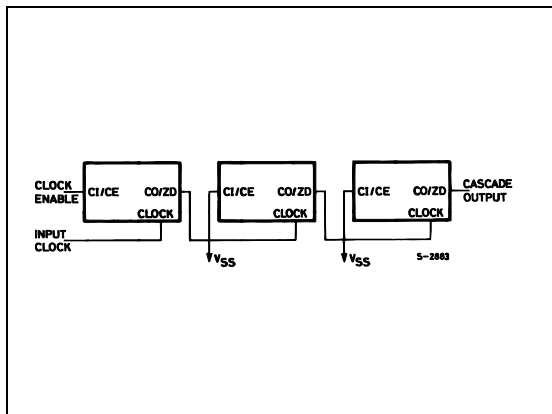 CLOCK
ENABLE
CI/CE CO/ZD
CLOCK
CI/CE CO/ZD
CLOCK
CI/CE CO/ZD
CLOCK
CASCADE
OUTPUT
INPUT
CLOCK
VSS
VSS
S-2883